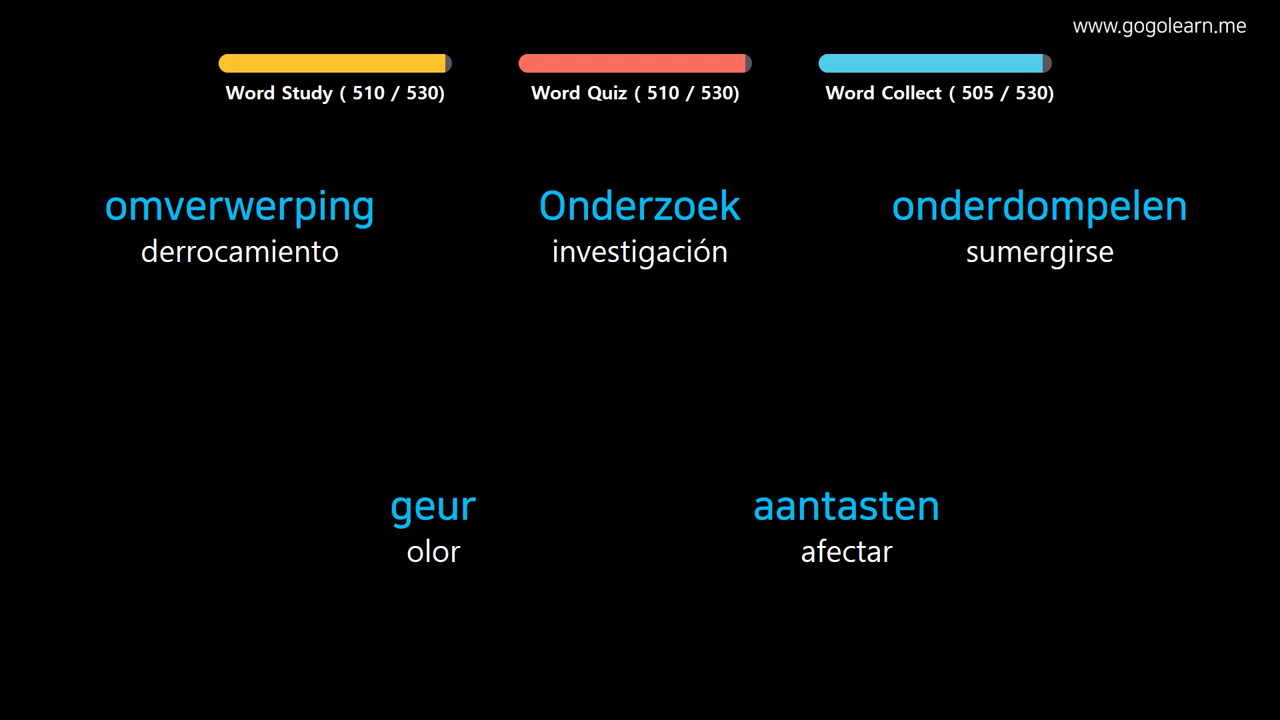 www.gogolearn.me
Word Study ( 510 / 530)
Word Quiz ( 510 / 530)
Word Collect ( 505 / 530)
omverwerping
derrocamiento
Onderzoek
investigación
onderdompelen
sumergirse
geur
olor
aantasten
afectar